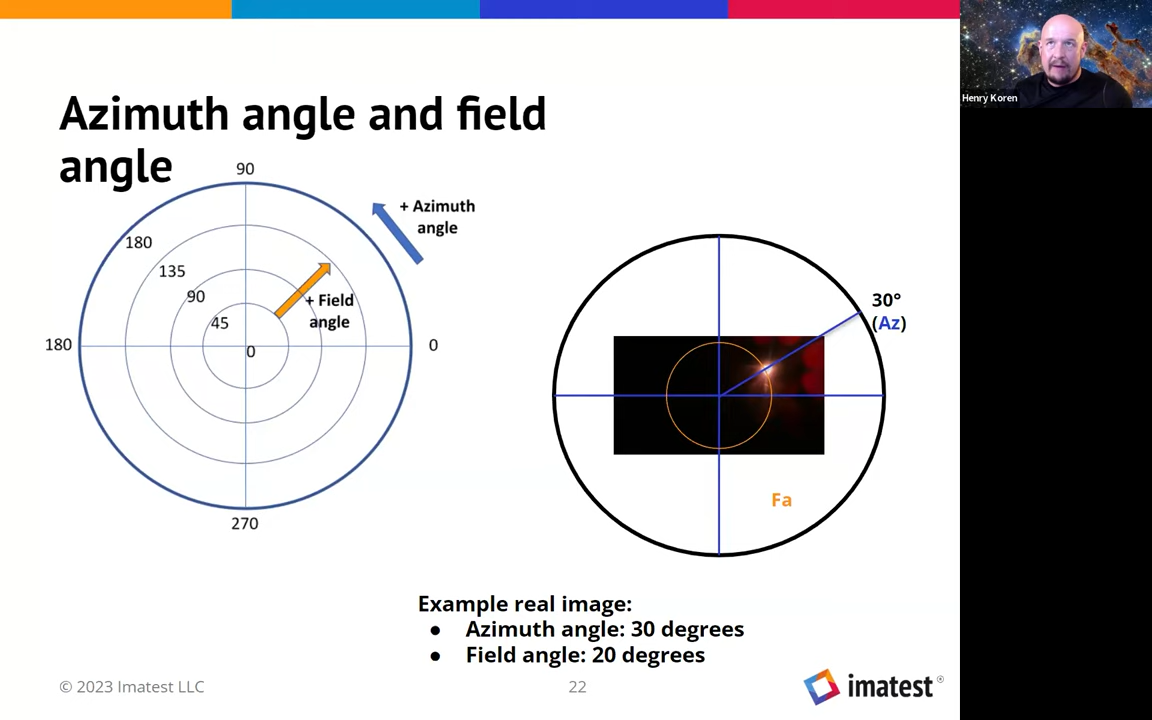 Henry Koren
Azimuth angle and field
angle
90
+ Azimuth
angle
180
135
90
+ Field
angle
45
0
180
0
270
30°
(Az)
Fa
Example real image:
● Azimuth angle: 30 degrees
● Field angle: 20 degrees
© 2023 Imatest LLC
22
imatest®